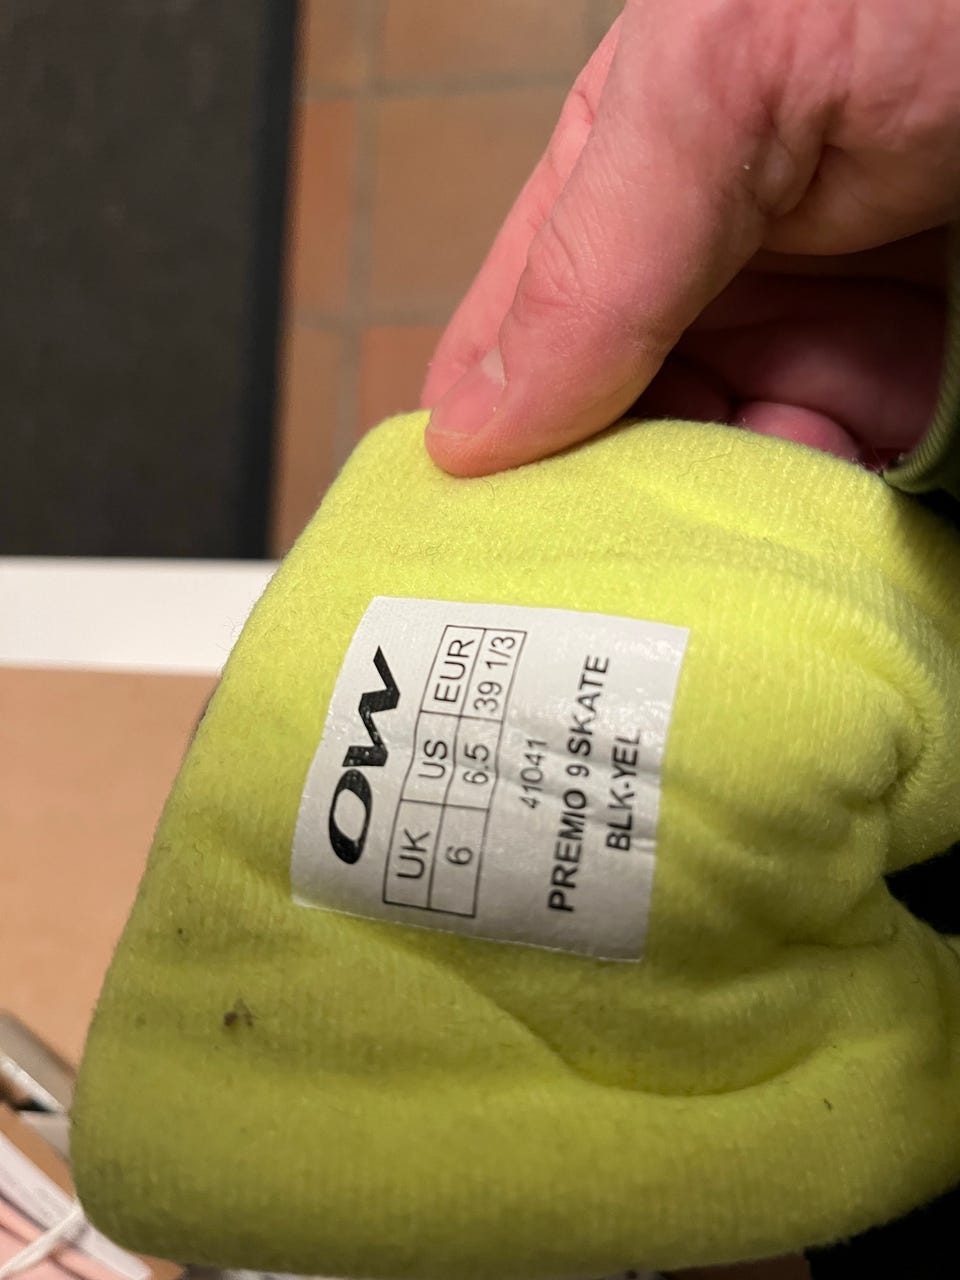 OW
UK US EUR
6 6.5 39 1/3
41041
PREMIO 9 SKATE
BLK-YEL